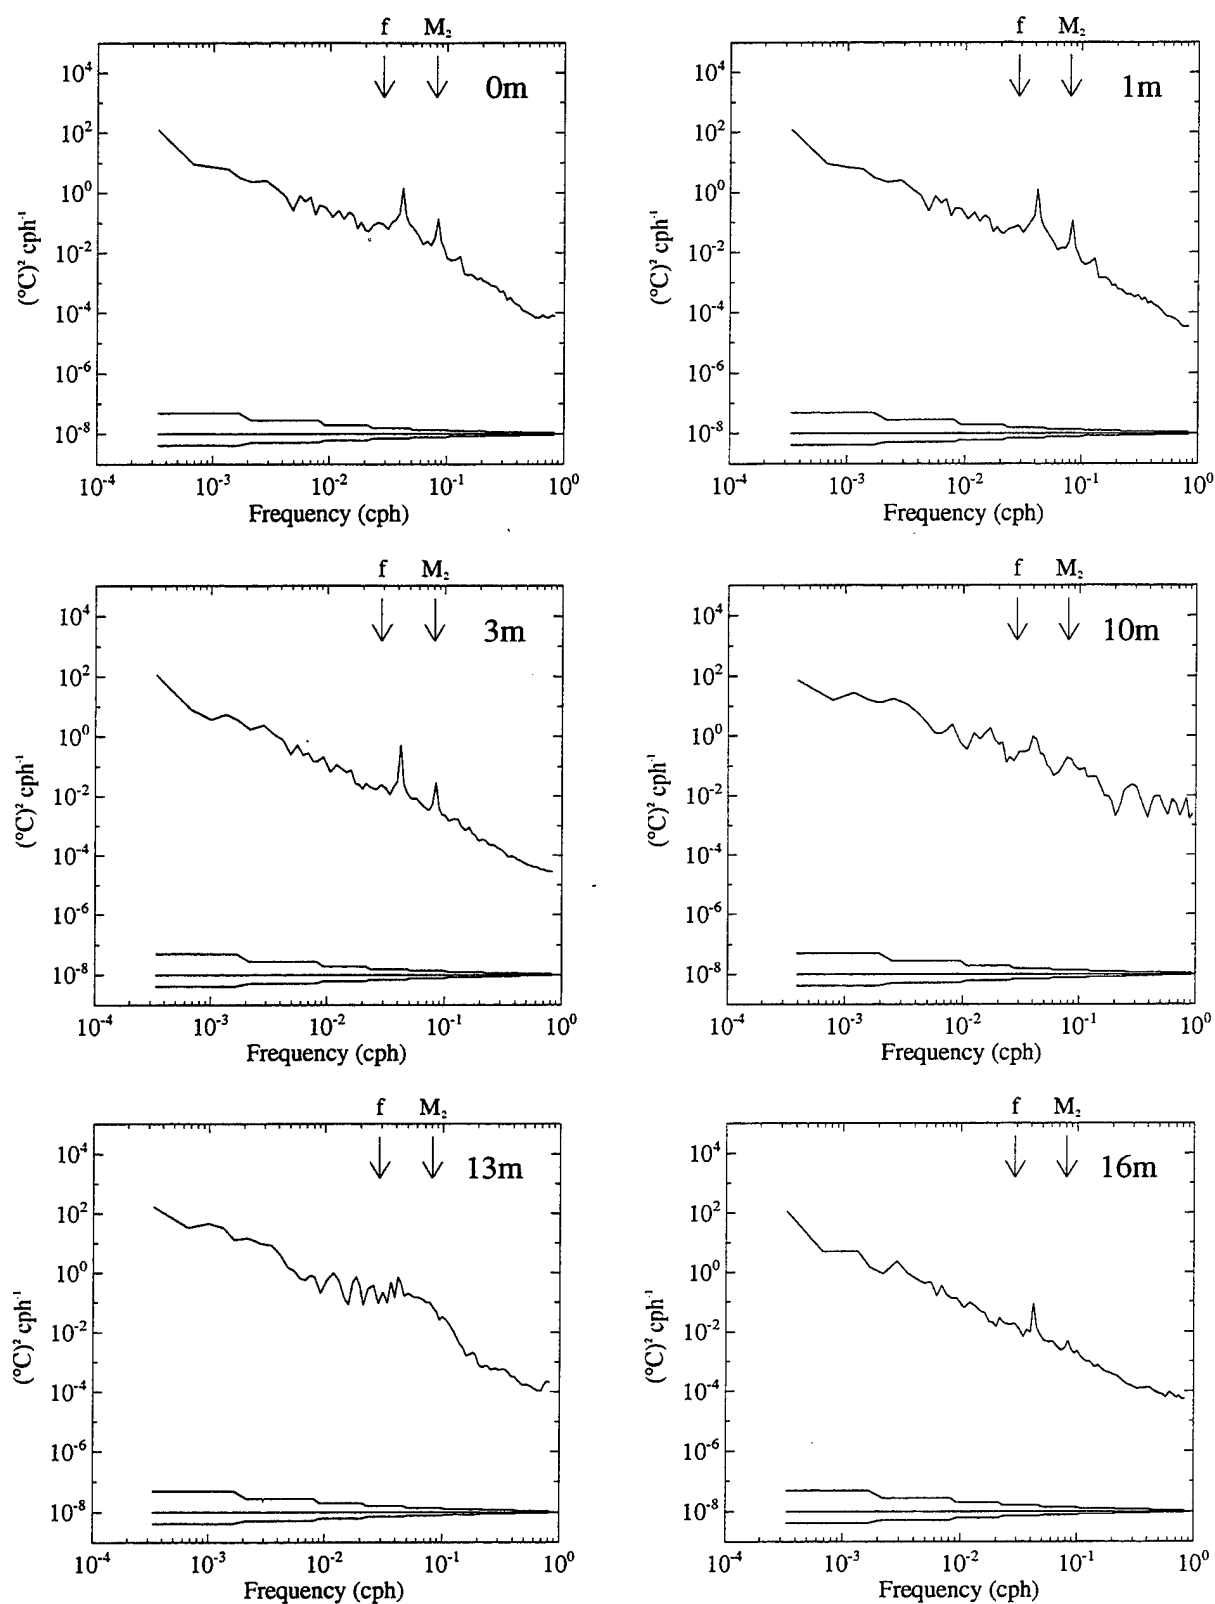 f M₂
0m
10⁴
10²
10⁰
10⁻²
10⁻⁴
10⁻⁶
10⁻⁸
(°C)² cph⁻¹
10⁻⁴ 10⁻³ 10⁻² 10⁻¹ 10⁰
Frequency (cph)
f M₂
1m
10⁴
10²
10⁰
10⁻²
10⁻⁴
10⁻⁶
10⁻⁸
(°C)² cph⁻¹
10⁻⁴ 10⁻³ 10⁻² 10⁻¹ 10⁰
Frequency (cph)
f M₂
3m
10⁴
10²
10⁰
10⁻²
10⁻⁴
10⁻⁶
10⁻⁸
(°C)² cph⁻¹
10⁻⁴ 10⁻³ 10⁻² 10⁻¹ 10⁰
Frequency (cph)
f M₂
10m
10⁴
10²
10⁰
10⁻²
10⁻⁴
10⁻⁶
10⁻⁸
(°C)² cph⁻¹
10⁻⁴ 10⁻³ 10⁻² 10⁻¹ 10⁰
Frequency (cph)
f M₂
13m
10⁴
10²
10⁰
10⁻²
10⁻⁴
10⁻⁶
10⁻⁸
(°C)² cph⁻¹
10⁻⁴ 10⁻³ 10⁻² 10⁻¹ 10⁰
Frequency (cph)
f M₂
16m
10⁴
10²
10⁰
10⁻²
10⁻⁴
10⁻⁶
10⁻⁸
(°C)² cph⁻¹
10⁻⁴ 10⁻³ 10⁻² 10⁻¹ 10⁰
Frequency (cph)